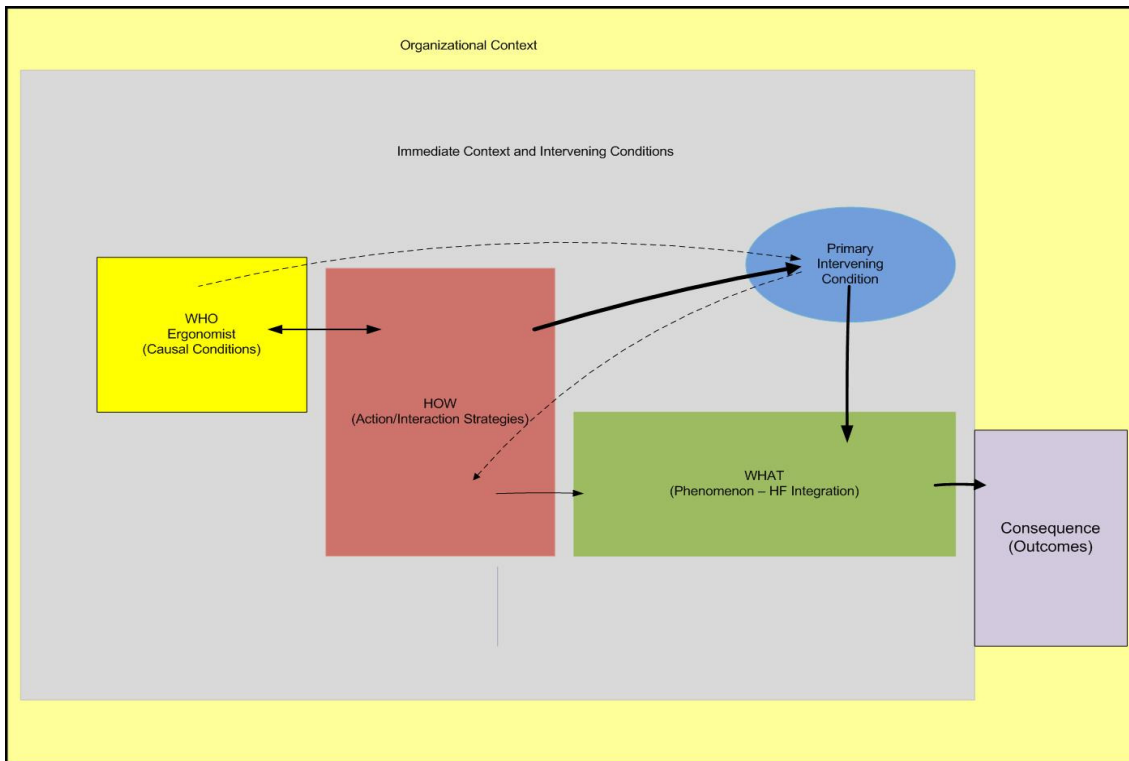 Organizational Context
Immediate Context and Intervening Conditions
Primary
Intervening
Condition
WHO
Ergonomist
(Causal Conditions)
HOW
(Action/Interaction Strategies)
WHAT
(Phenomenon – HF Integration)
Consequence
(Outcomes)